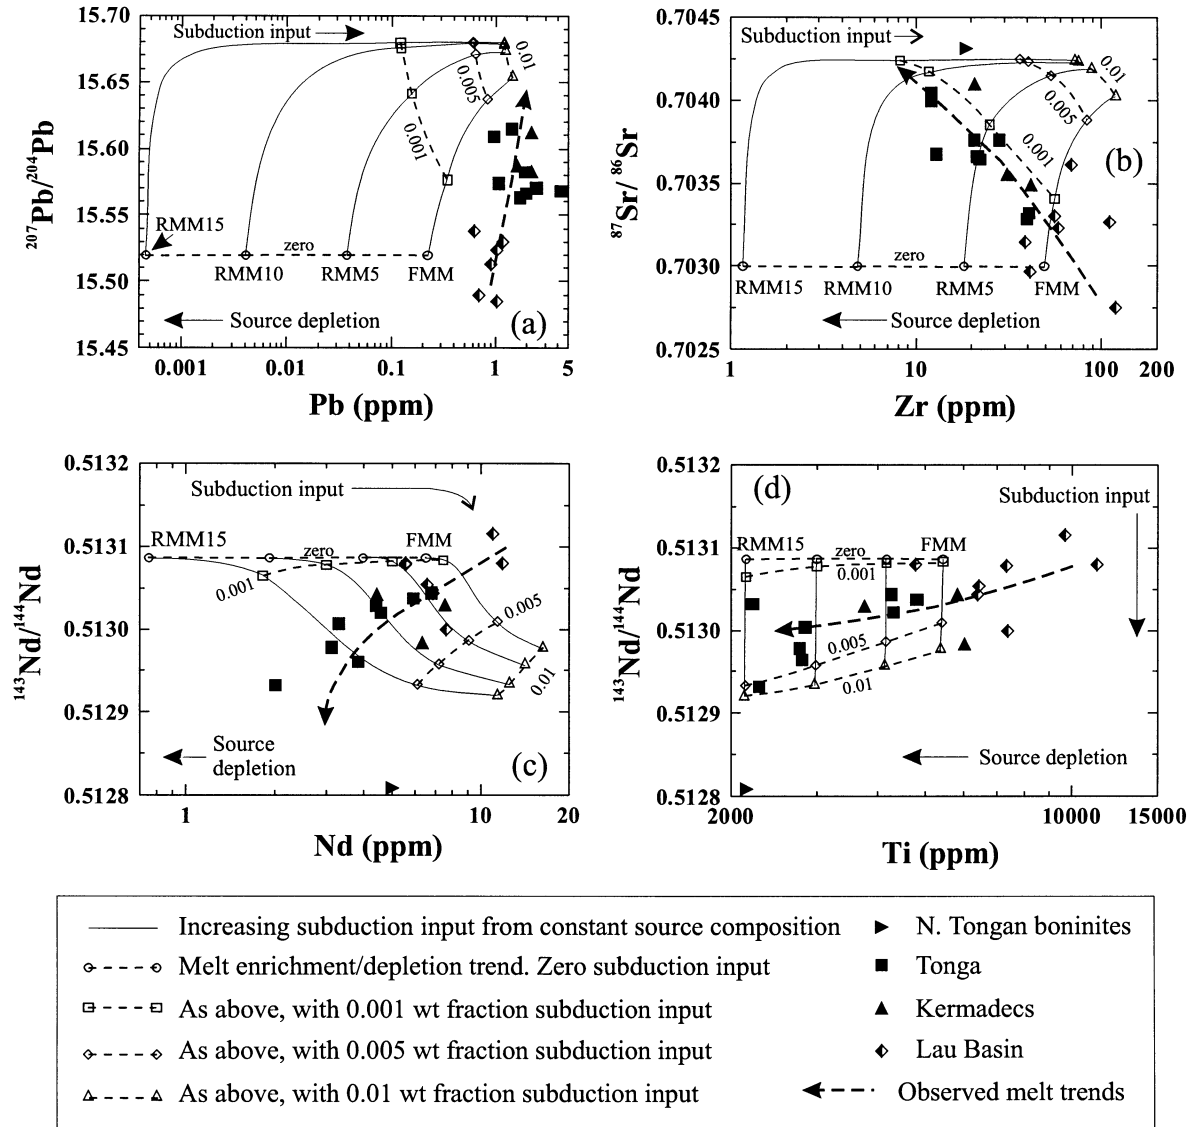 15.70
15.65
15.60
15.55
15.50
15.45
207Pb/204Pb
Subduction input
0.01
0.005
0.001
RMM15
zero
RMM10
RMM5
FMM
Source depletion
(a)
0.001
0.01
0.1
1
5
Pb (ppm)
0.7045
0.7040
0.7035
0.7030
0.7025
87Sr/ 86Sr
Subduction input
0.01
0.005
0.001
(b)
zero
RMM15
RMM10
RMM5
FMM
Source depletion
1
10
100
200
Zr (ppm)
0.5132
0.5131
0.5130
0.5129
0.5128
143Nd/144Nd
Subduction input
RMM15
zero
FMM
0.001
0.005
0.01
Source
depletion
(c)
1
10
20
Nd (ppm)
0.5132
0.5131
0.5130
0.5129
0.5128
143Nd/144Nd
(d)
Subduction input
RMM15
zero
FMM
0.001
0.005
0.01
Source depletion
2000
10000
15000
Ti (ppm)
Increasing subduction input from constant source composition
Melt enrichment/depletion trend. Zero subduction input
As above, with 0.001 wt fraction subduction input
As above, with 0.005 wt fraction subduction input
As above, with 0.01 wt fraction subduction input
N. Tongan boninites
Tonga
Kermadecs
Lau Basin
Observed melt trends